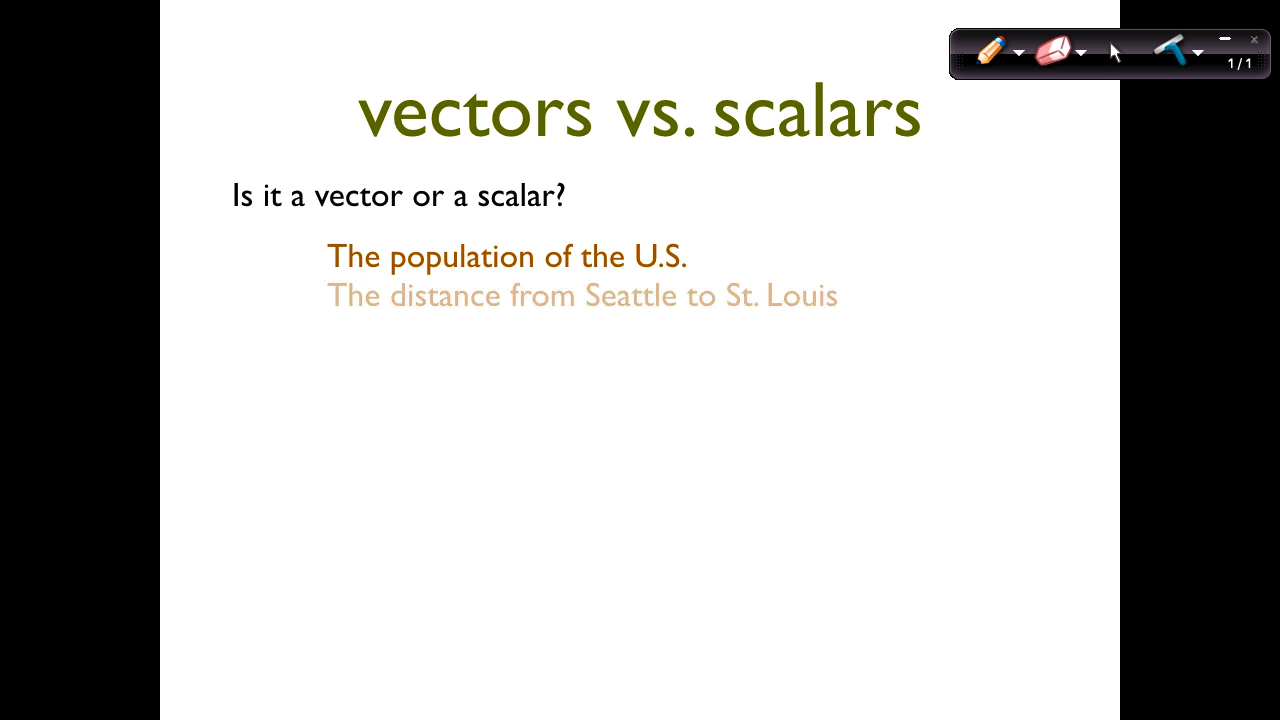 vectors vs. scalars
Is it a vector or a scalar?
The population of the U.S.
The distance from Seattle to St. Louis
1/1